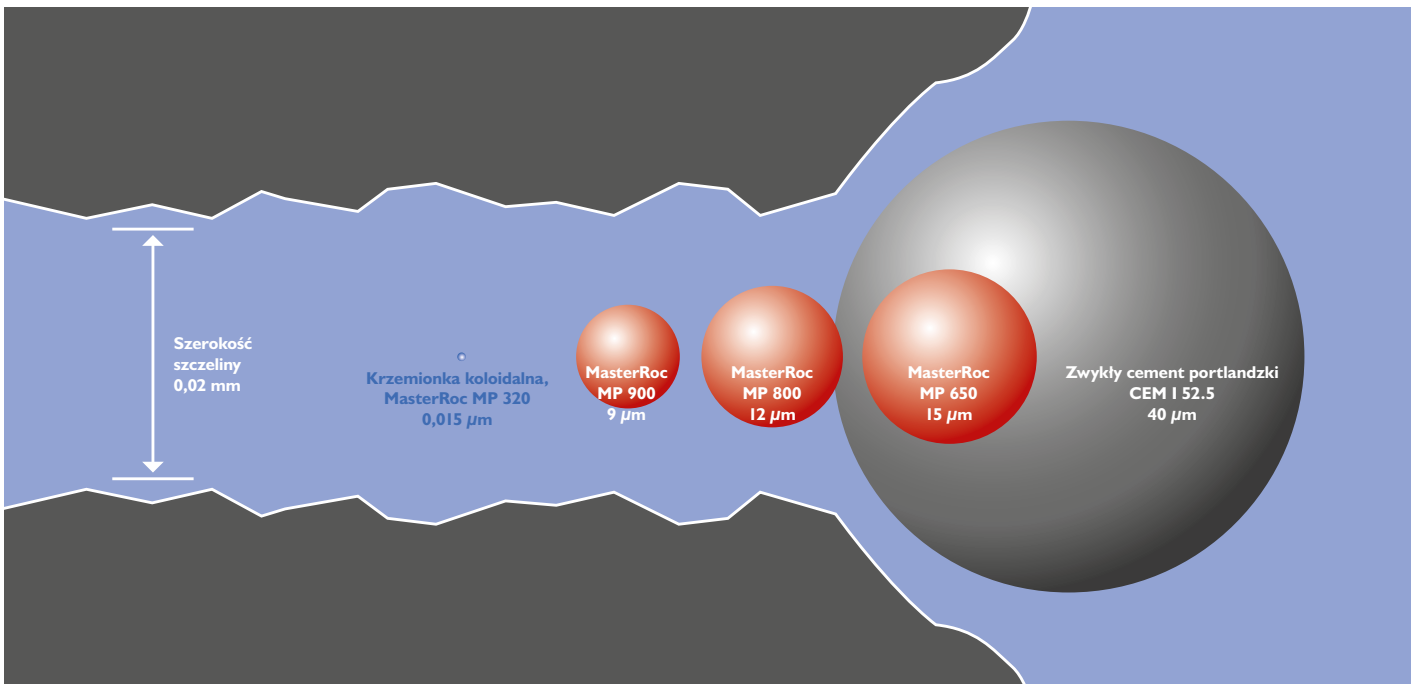 Szerokość
szczeliny
0,02 mm
Krzemionka koloidalna,
MasterRoc MP 320
0,015 µm
MasterRoc
MP 900
9 µm
MasterRoc
MP 800
12 µm
MasterRoc
MP 650
15 µm
Zwykły cement portlandzki
CEM I 52.5
40 µm